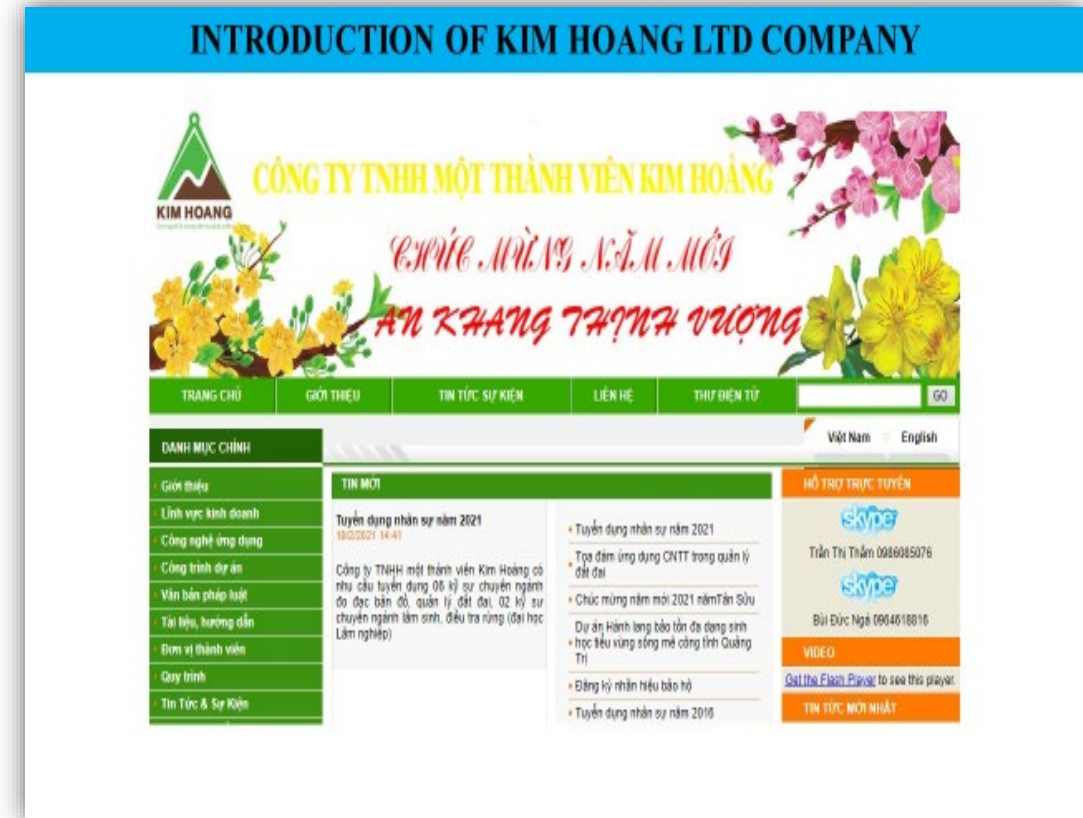 INTRODUCTION OF KIM HOANG LTD COMPANY
KIM HOANG
CÔNG TY TNHH MỘT THÀNH VIÊN KIM HOÀNG
CHÚC MỪNG NĂM MỚI
AN KHANG THỊNH VƯỢNG
TRANG CHỦ
GIỚI THIỆU
TIN TỨC SỰ KIỆN
LIÊN HỆ
THƯ ĐIỆN TỬ
GO
Việt Nam :: English
DANH MỤC CHÍNH
Giới thiệu
Lĩnh vực kinh doanh
Công nghệ ứng dụng
Công trình dự án
Văn bản pháp luật
Tài liệu, hướng dẫn
Đơn vị thành viên
Quy trình
Tin Tức & Sự Kiện
TIN MỚI
Tuyển dụng nhân sự năm 2021
18/2/2021 14:41
Công ty TNHH một thành viên Kim Hoàng có
nhu cầu tuyển dụng 06 kỹ sư chuyên ngành
đo đạc bản đồ, quản lý đất đai, 02 kỹ sư
chuyên ngành lâm sinh, điều tra rừng (đại học
Lâm nghiệp)
Tuyển dụng nhân sự năm 2021
Tọa đàm ứng dụng CNTT trong quản lý
đất đai
Chúc mừng năm mới 2021 nămTân Sửu
Dự án Hành lang bảo tồn đa dạng sinh
học tiểu vùng sông mê công tỉnh Quảng
Trị
Đăng ký nhãn hiệu bảo hộ
Tuyển dụng nhân sự năm 2016
HỖ TRỢ TRỰC TUYẾN
skype
Trần Thị Thắm 0986085076
skype
Bùi Đức Ngà 0964618816
VIDEO
Get the Flash Player to see this player.
TIN TỨC MỚI NHẤT